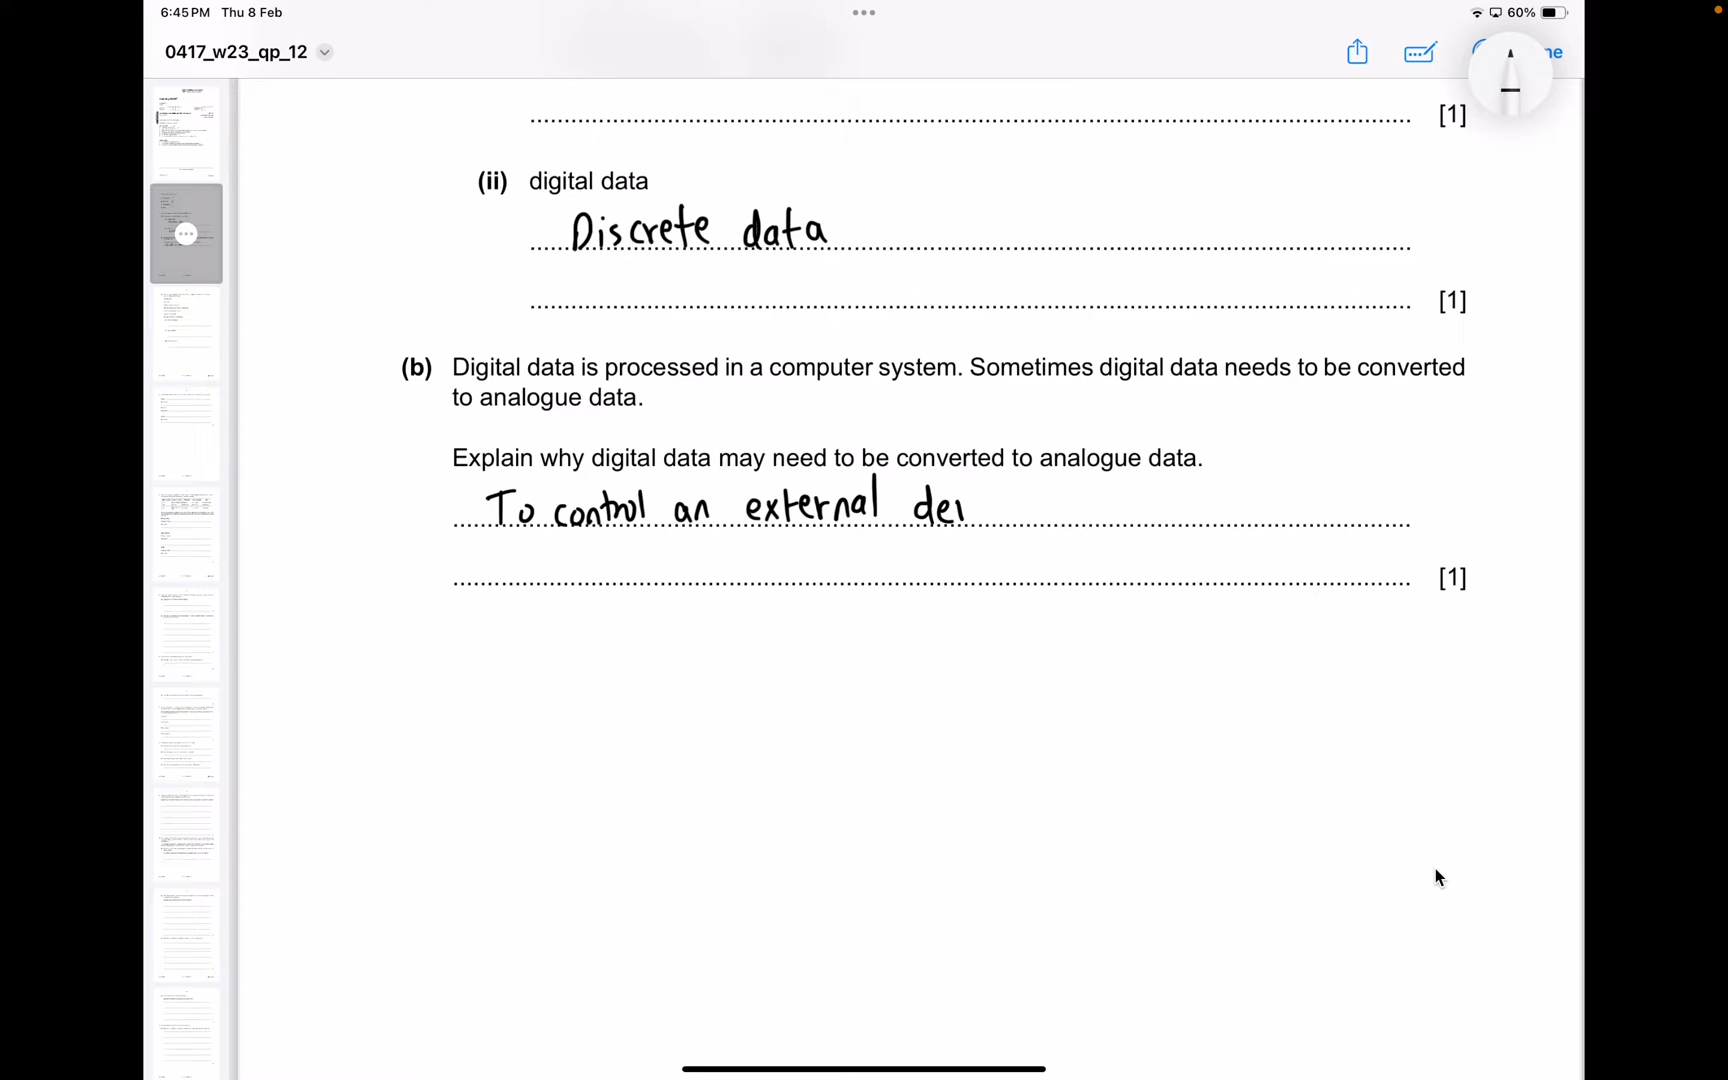 6:45 PM Thu 8 Feb
60%
0417_w23_qp_12
[1]
(ii) digital data
Discrete data
[1]
(b) Digital data is processed in a computer system. Sometimes digital data needs to be converted
to analogue data.
Explain why digital data may need to be converted to analogue data.
To control an external
[1]